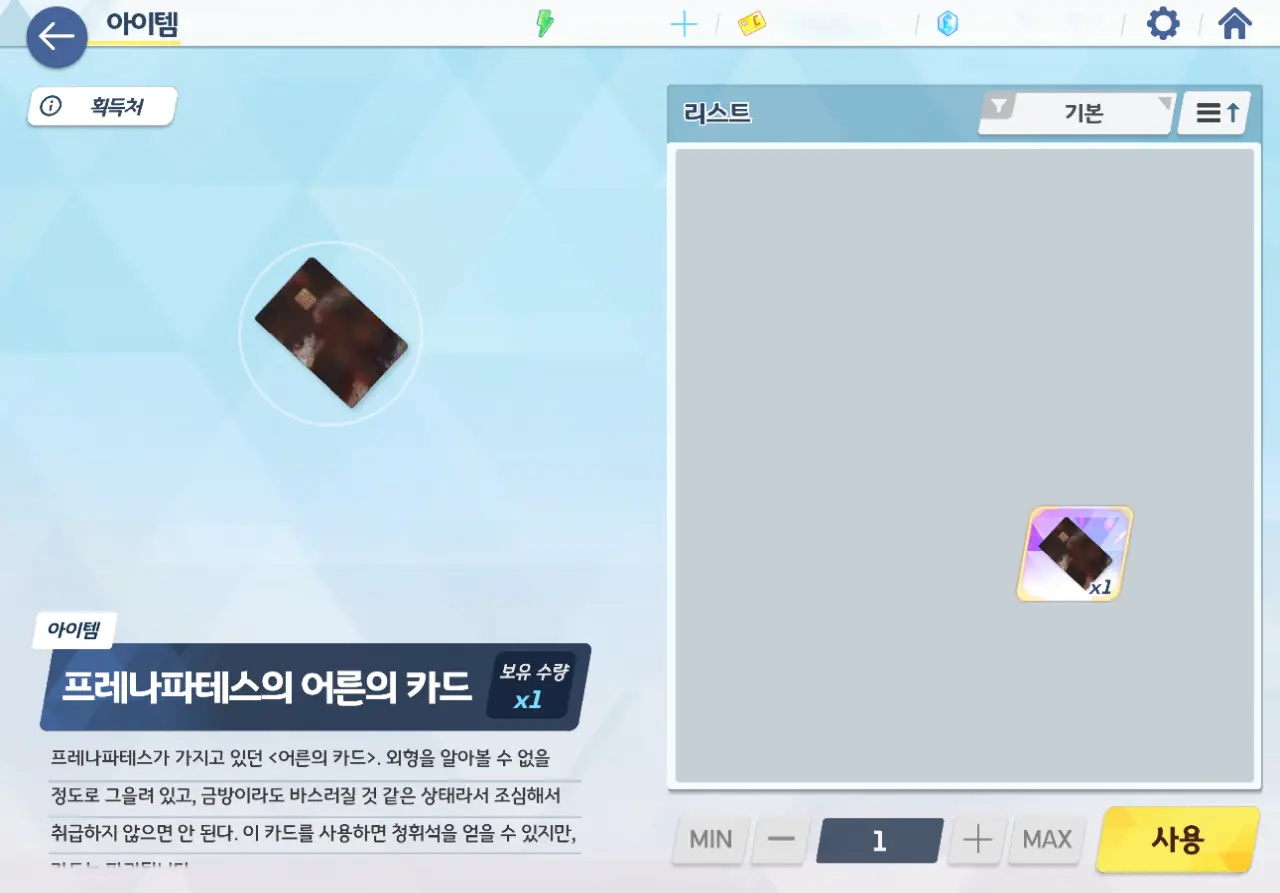 아이템
획득처
리스트
기본
x1
아이템
프레나파테스의 어른의 카드
보유 수량
x1
프레나파테스가 가지고 있던 <어른의 카드>. 외형을 알아볼 수 없을
정도로 그을려 있고, 금방이라도 바스러질 것 같은 상태라서 조심해서
취급하지 않으면 안 된다. 이 카드를 사용하면 청휘석을 얻을 수 있지만,
MIN
1
MAX
사용